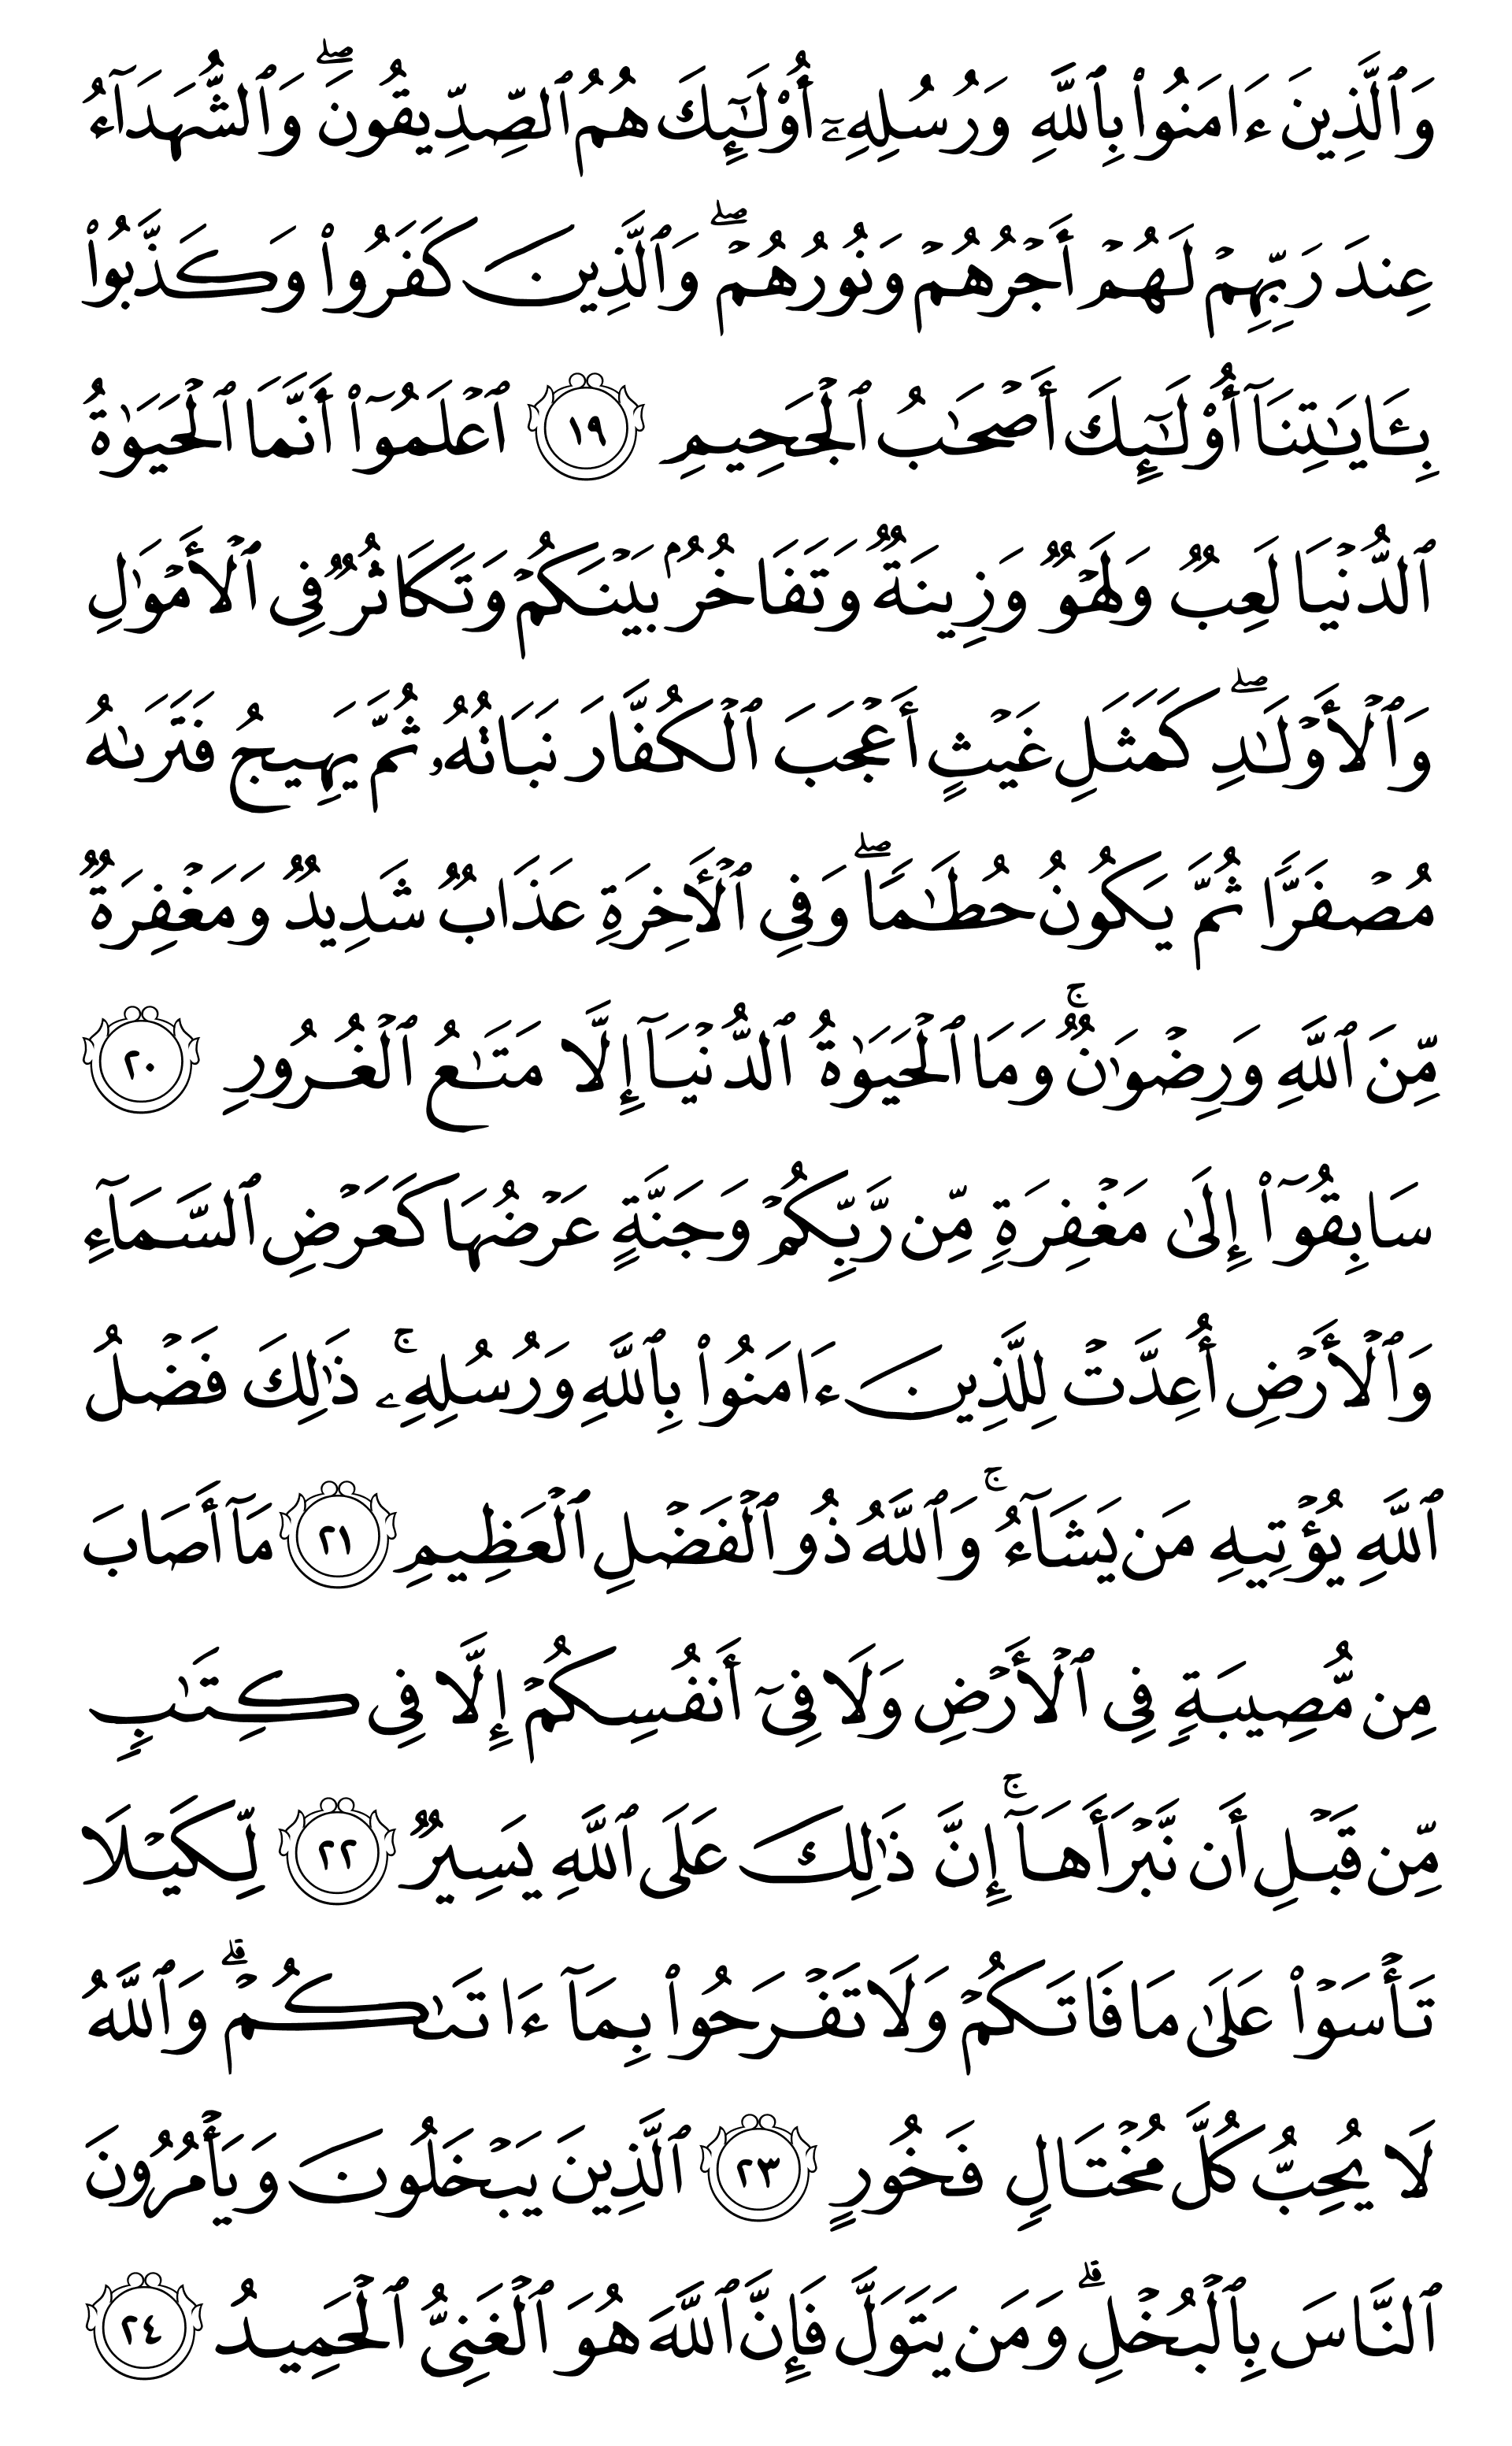 وَٱلَّذِينَ ءَامَنُوا۟ بِٱللَّهِ وَرُسُلِهِۦٓ أُو۟لَـٰٓئِكَ هُمُ ٱلصِّدِّيقُونَ ۖ وَٱلشُّهَدَآءُ
عِندَ رَبِّهِمْ لَهُمْ أَجْرُهُمْ وَنُورُهُمْ ۖ وَٱلَّذِينَ كَفَرُوا۟ وَكَذَّبُوا۟
بِـَٔايَـٰتِنَآ أُو۟لَـٰٓئِكَ أَصْحَـٰبُ ٱلْجَحِيمِ ١٩ ٱعْلَمُوٓا۟ أَنَّمَا ٱلْحَيَوٰةُ
ٱلدُّنْيَا لَعِبٌ وَلَهْوٌ وَزِينَةٌ وَتَفَاخُرٌۢ بَيْنَكُمْ وَتَكَاثُرٌ فِى ٱلْأَمْوَٰلِ
وَٱلْأَوْلَـٰدِ ۖ كَمَثَلِ غَيْثٍ أَعْجَبَ ٱلْكُفَّارَ نَبَاتُهُۥ ثُمَّ يَهِيجُ فَتَرَىٰهُ
مُصْفَرًّا ثُمَّ يَكُونُ حُطَـٰمًا ۖ وَفِى ٱلْـَٔاخِرَةِ عَذَابٌ شَدِيدٌ وَمَغْفِرَةٌ
مِّنَ ٱللَّهِ وَرِضْوَٰنٌ ۚ وَمَا ٱلْحَيَوٰةُ ٱلدُّنْيَآ إِلَّا مَتَـٰعُ ٱلْغُرُورِ ٢٠
سَابِقُوٓا۟ إِلَىٰ مَغْفِرَةٍ مِّن رَّبِّكُمْ وَجَنَّةٍ عَرْضُهَا كَعَرْضِ ٱلسَّمَآءِ
وَٱلْأَرْضِ أُعِدَّتْ لِلَّذِينَ ءَامَنُوا۟ بِٱللَّهِ وَرُسُلِهِۦ ۚ ذَٰلِكَ فَضْلُ
ٱللَّهِ يُؤْتِيهِ مَن يَشَآءُ ۚ وَٱللَّهُ ذُو ٱلْفَضْلِ ٱلْعَظِيمِ ٢١ مَآ أَصَابَ
مِن مُّصِيبَةٍ فِى ٱلْأَرْضِ وَلَا فِىٓ أَنفُسِكُمْ إِلَّا فِى كِتَـٰبٍ
مِّن قَبْلِ أَن نَّبْرَأَهَآ ۚ إِنَّ ذَٰلِكَ عَلَى ٱللَّهِ يَسِيرٌ ٢٢ لِّكَيْلَا
تَأْسَوْا۟ عَلَىٰ مَا فَاتَكُمْ وَلَا تَفْرَحُوا۟ بِمَآ ءَاتَىٰكُمْ ۗ وَٱللَّهُ
لَا يُحِبُّ كُلَّ مُخْتَالٍ فَخُورٍ ٢٣ ٱلَّذِينَ يَبْخَلُونَ وَيَأْمُرُونَ
ٱلنَّاسَ بِٱلْبُخْلِ ۗ وَمَن يَتَوَلَّ فَإِنَّ ٱللَّهَ هُوَ ٱلْغَنِىُّ ٱلْحَمِيدُ ٢٤